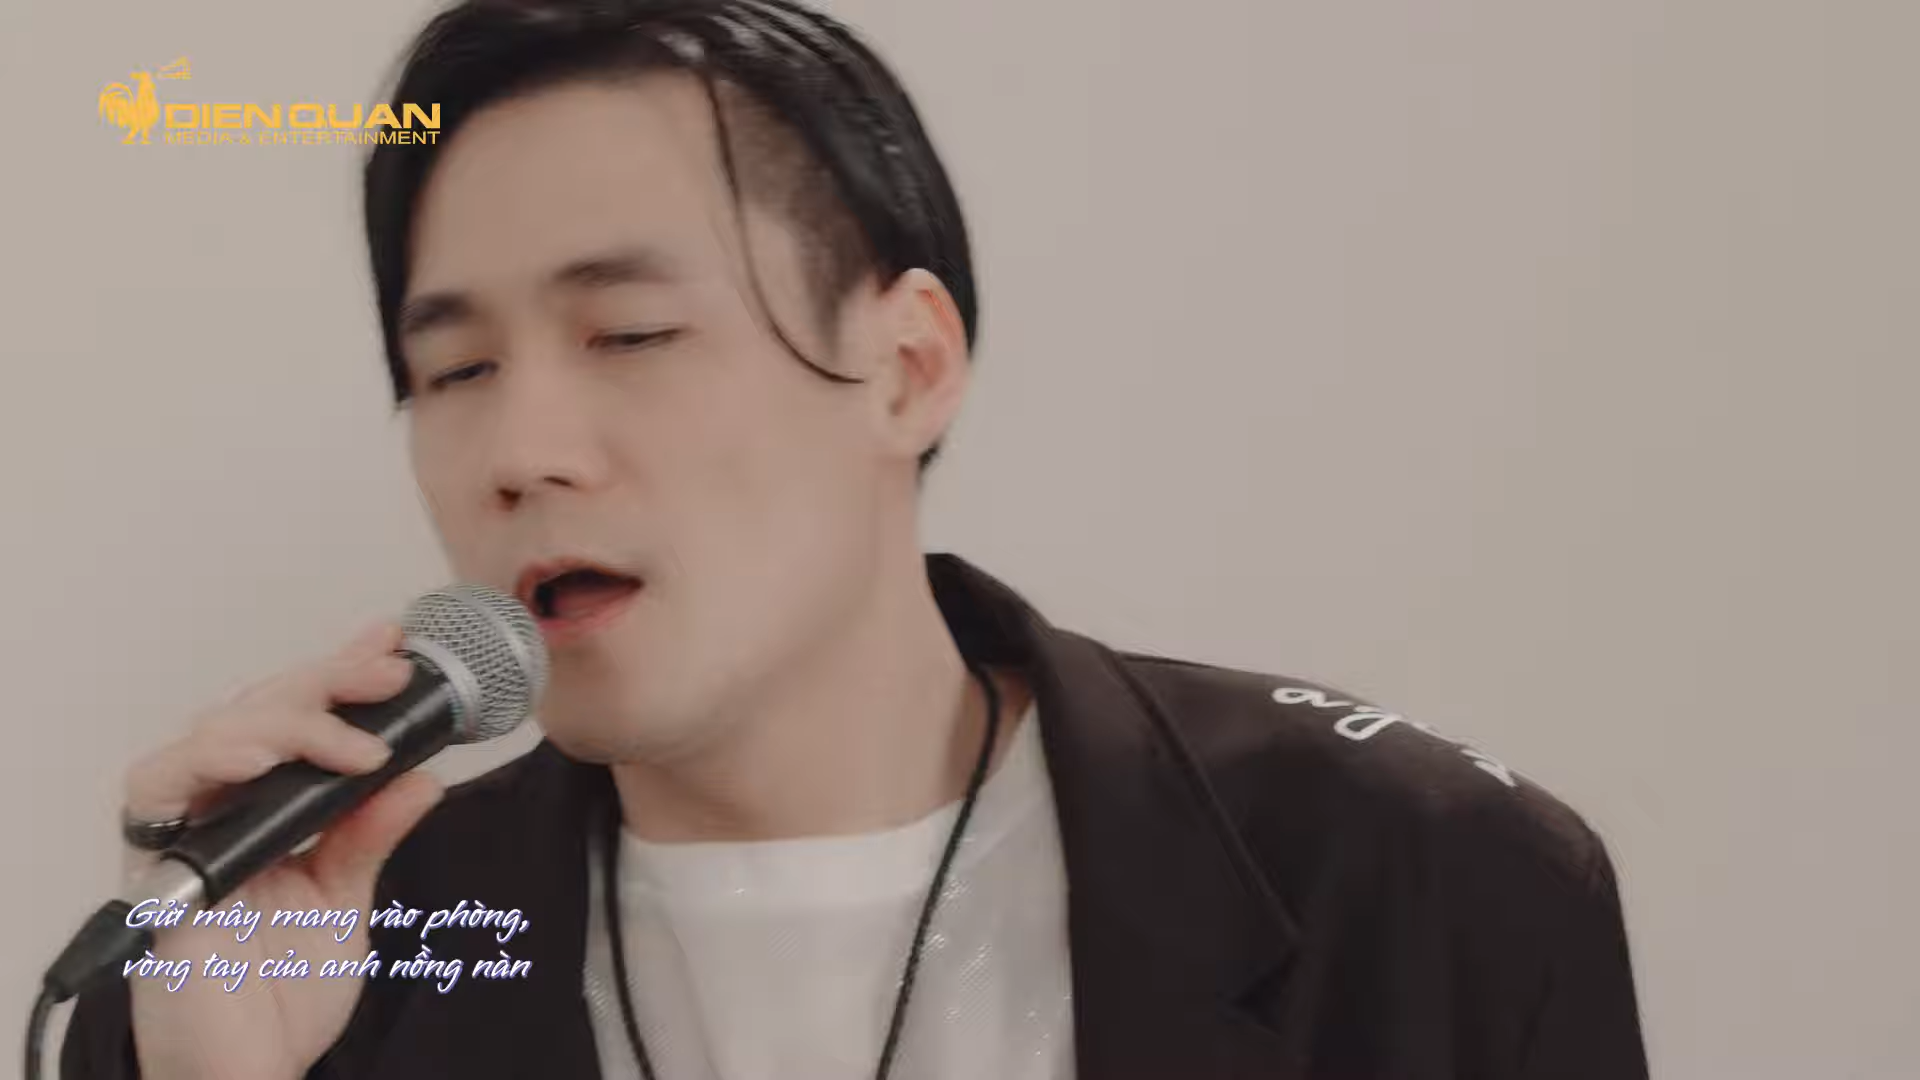 DIEN QUAN
MEDIA & ENTERTAINMENT
Gửi mây mang vào phòng,
vòng tay của anh nồng nàn